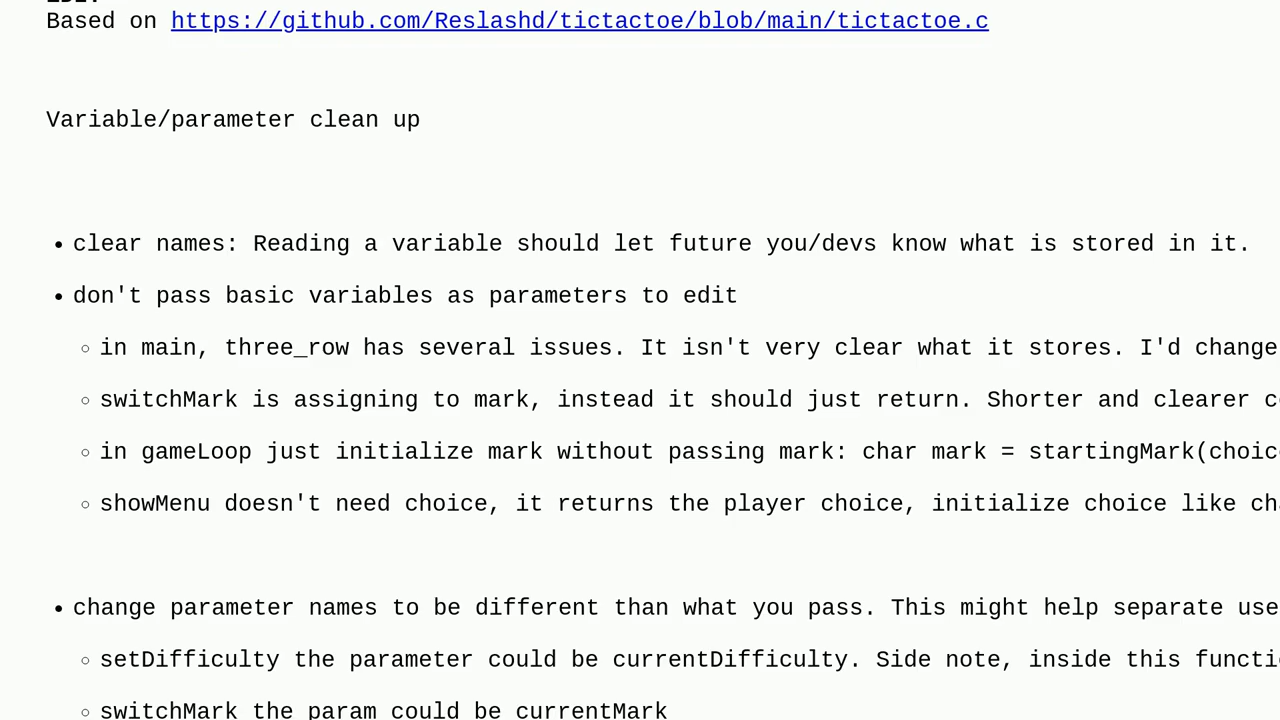 Based on https://github.com/Reslashd/tictactoe/blob/main/tictactoe.c
Variable/parameter clean up
• clear names: Reading a variable should let future you/devs know what is stored in it.
• don't pass basic variables as parameters to edit
○ in main, three_row has several issues. It isn't very clear what it stores. I'd change
○ switchMark is assigning to mark, instead it should just return. Shorter and clearer
○ in gameLoop just initialize mark without passing mark: char mark = startingMark(choic
○ showMenu doesn't need choice, it returns the player choice, initialize choice like
• change parameter names to be different than what you pass. This might help separate use
○ setDifficulty the parameter could be currentDifficulty. Side note, inside this functi
○ switchMark the param could be currentMark